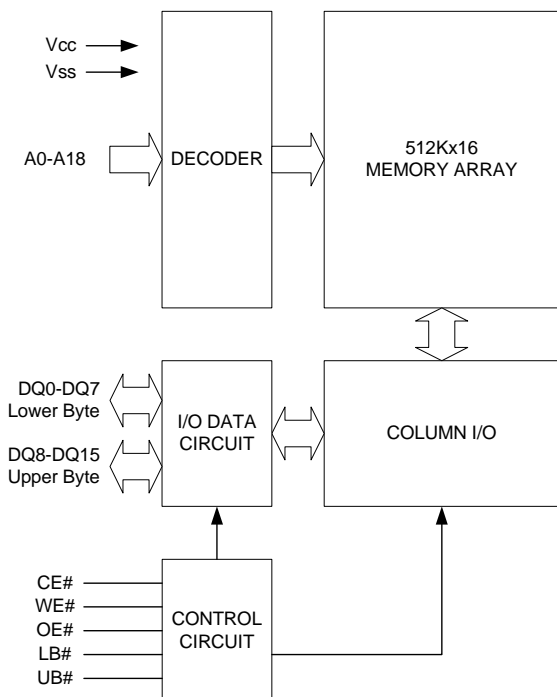 Vcc
Vss
A0-A18
DECODER
512Kx16
MEMORY ARRAY
DQ0-DQ7
Lower Byte
DQ8-DQ15
Upper Byte
I/O DATA
CIRCUIT
COLUMN I/O
CE#
WE#
OE#
LB#
UB#
CONTROL
CIRCUIT